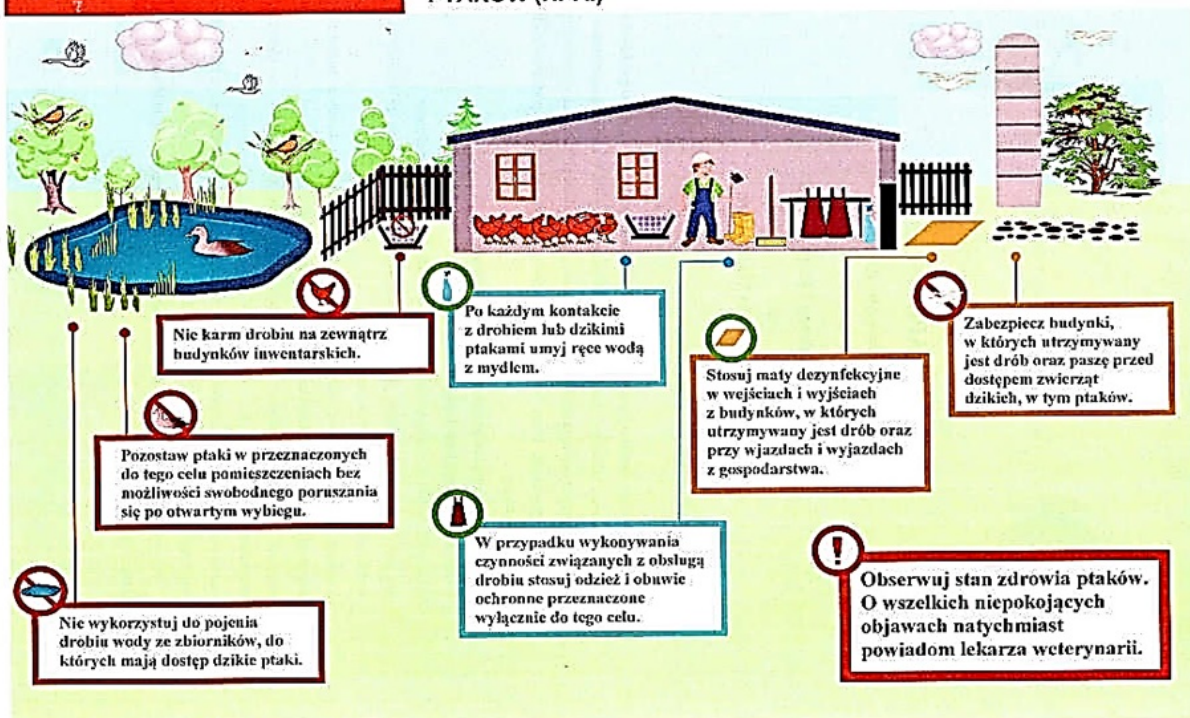 Nie karm drobiu na zewnątrz
budynków inwentarskich.
Po każdym kontakcie
z drobiem lub dzikimi
ptakami umyj ręce wodą
z mydłem.
Stosuj maty dezynfekcyjne
w wejściach i wyjściach
z budynków, w których
utrzymywany jest drób oraz
przy wjazdach i wyjazdach
z gospodarstwa.
Zabezpiecz budynki,
w których utrzymywany
jest drób oraz paszę przed
dostępem zwierząt
dzikich, w tym ptaków.
Pozostaw ptaki w przeznaczonych
do tego celu pomieszczeniach bez
możliwości swobodnego poruszania
się po otwartym wybiegu.
W przypadku wykonywania
czynności związanych z obsługą
drobiu stosuj odzież i obuwie
ochronne przeznaczone
wyłącznie do tego celu.
Nie wykorzystuj do pojenia
drobiu wody ze zbiorników, do
których mają dostęp dzikie ptaki.
Obserwuj stan zdrowia ptaków.
O wszelkich niepokojących
objawach natychmiast
powiadom lekarza weterynarii.